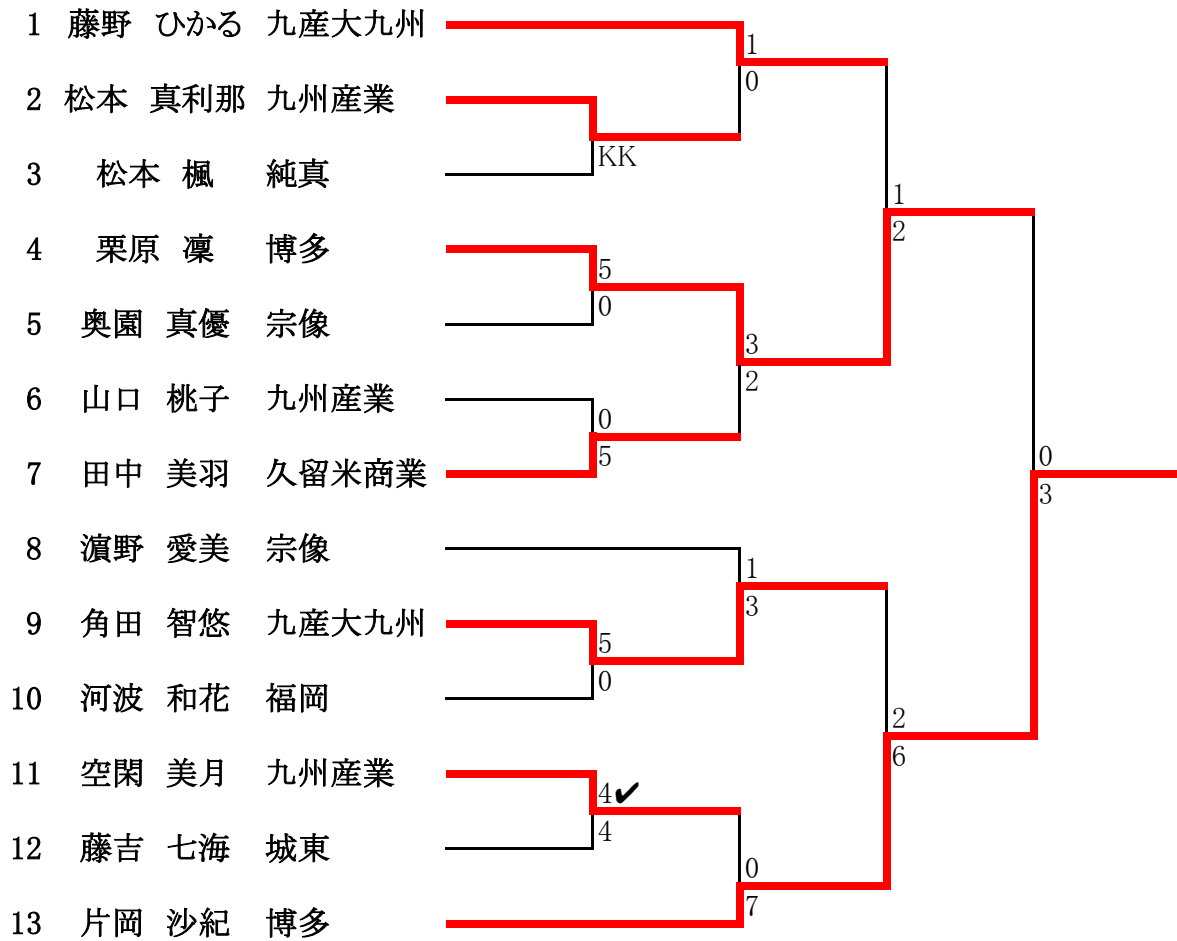 1 藤野 ひかる 九産大九州
1
0
2 松本 真利那 九州産業
KK
3 松本 楓 純真
1
2
4 栗原 凜 博多
5
0
5 奥園 真優 宗像
3
2
6 山口 桃子 九州産業
0
5
7 田中 美羽 久留米商業
0
3
8 濵野 愛美 宗像
1
3
9 角田 智悠 九産大九州
5
0
10 河波 和花 福岡
2
6
11 空閑 美月 九州産業
4✔
4
12 藤吉 七海 城東
0
7
13 片岡 沙紀 博多